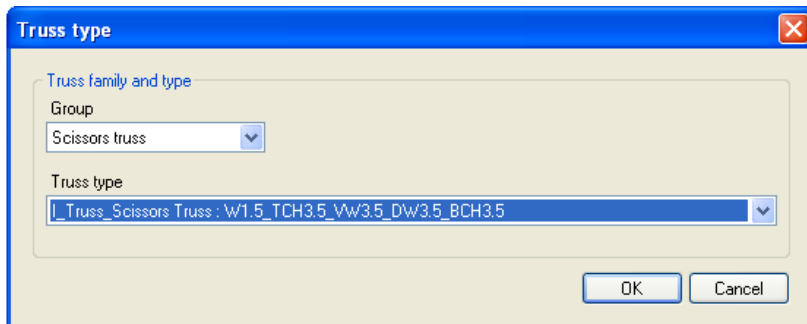 Truss type
Truss family and type
Group
Scissors truss
Truss type
I_Truss_Scissors Truss : W1.5_TCH3.5_VW3.5_DW3.5_BCH3.5
OK
Cancel